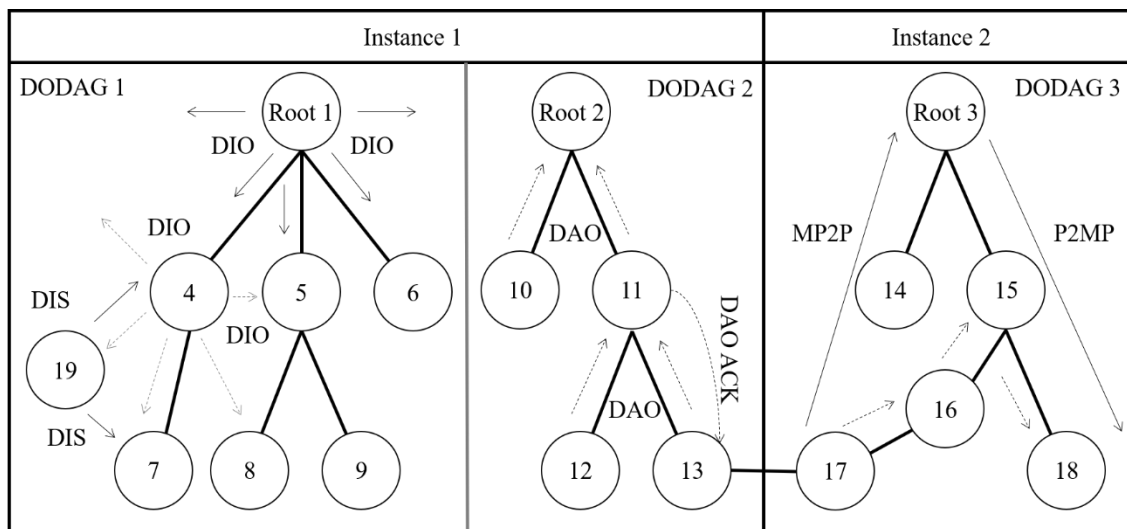 Instance 1
Instance 2
DODAG 1
Root 1
DIO
DIO
DIO
4
5
6
DIS
DIO
19
DIS
7
8
9
DODAG 2
Root 2
DAO
10
11
DAO ACK
DAO
12
13
DODAG 3
Root 3
MP2P
P2MP
14
15
16
17
18